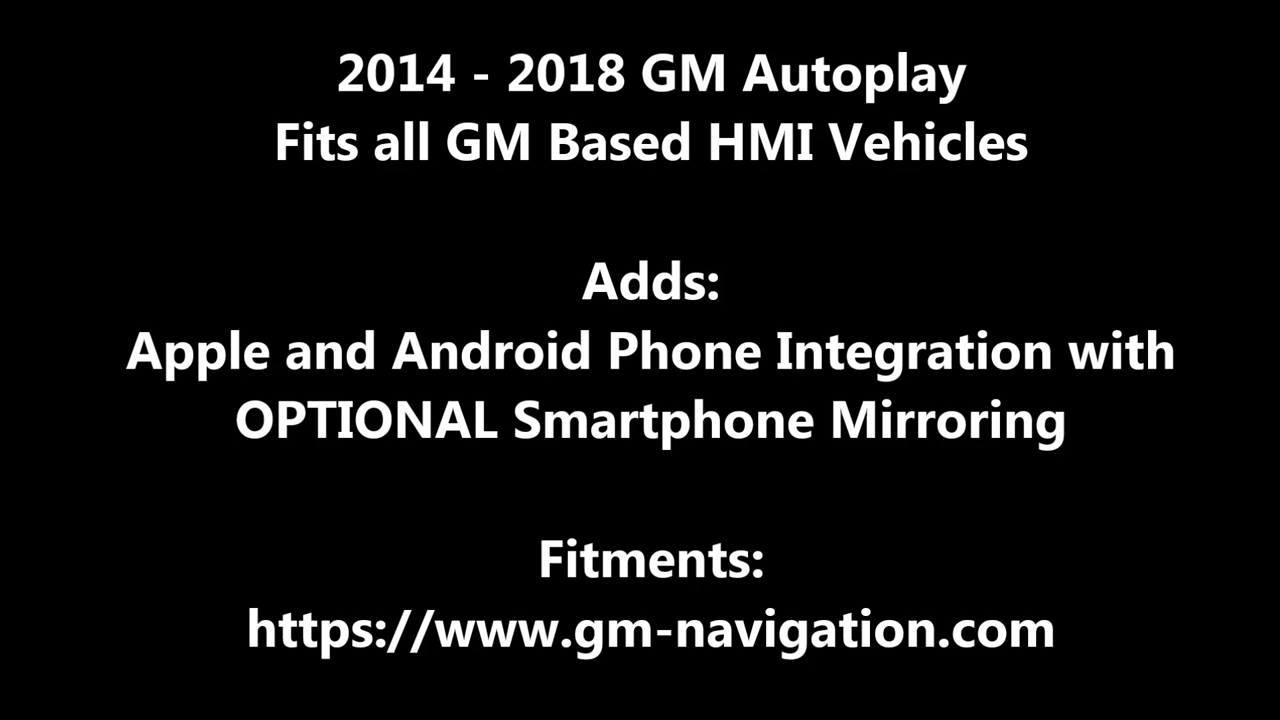 2014 - 2018 GM Autoplay
Fits all GM Based HMI Vehicles
Adds:
Apple and Android Phone Integration with
OPTIONAL Smartphone Mirroring
Fitments:
https://www.gm-navigation.com